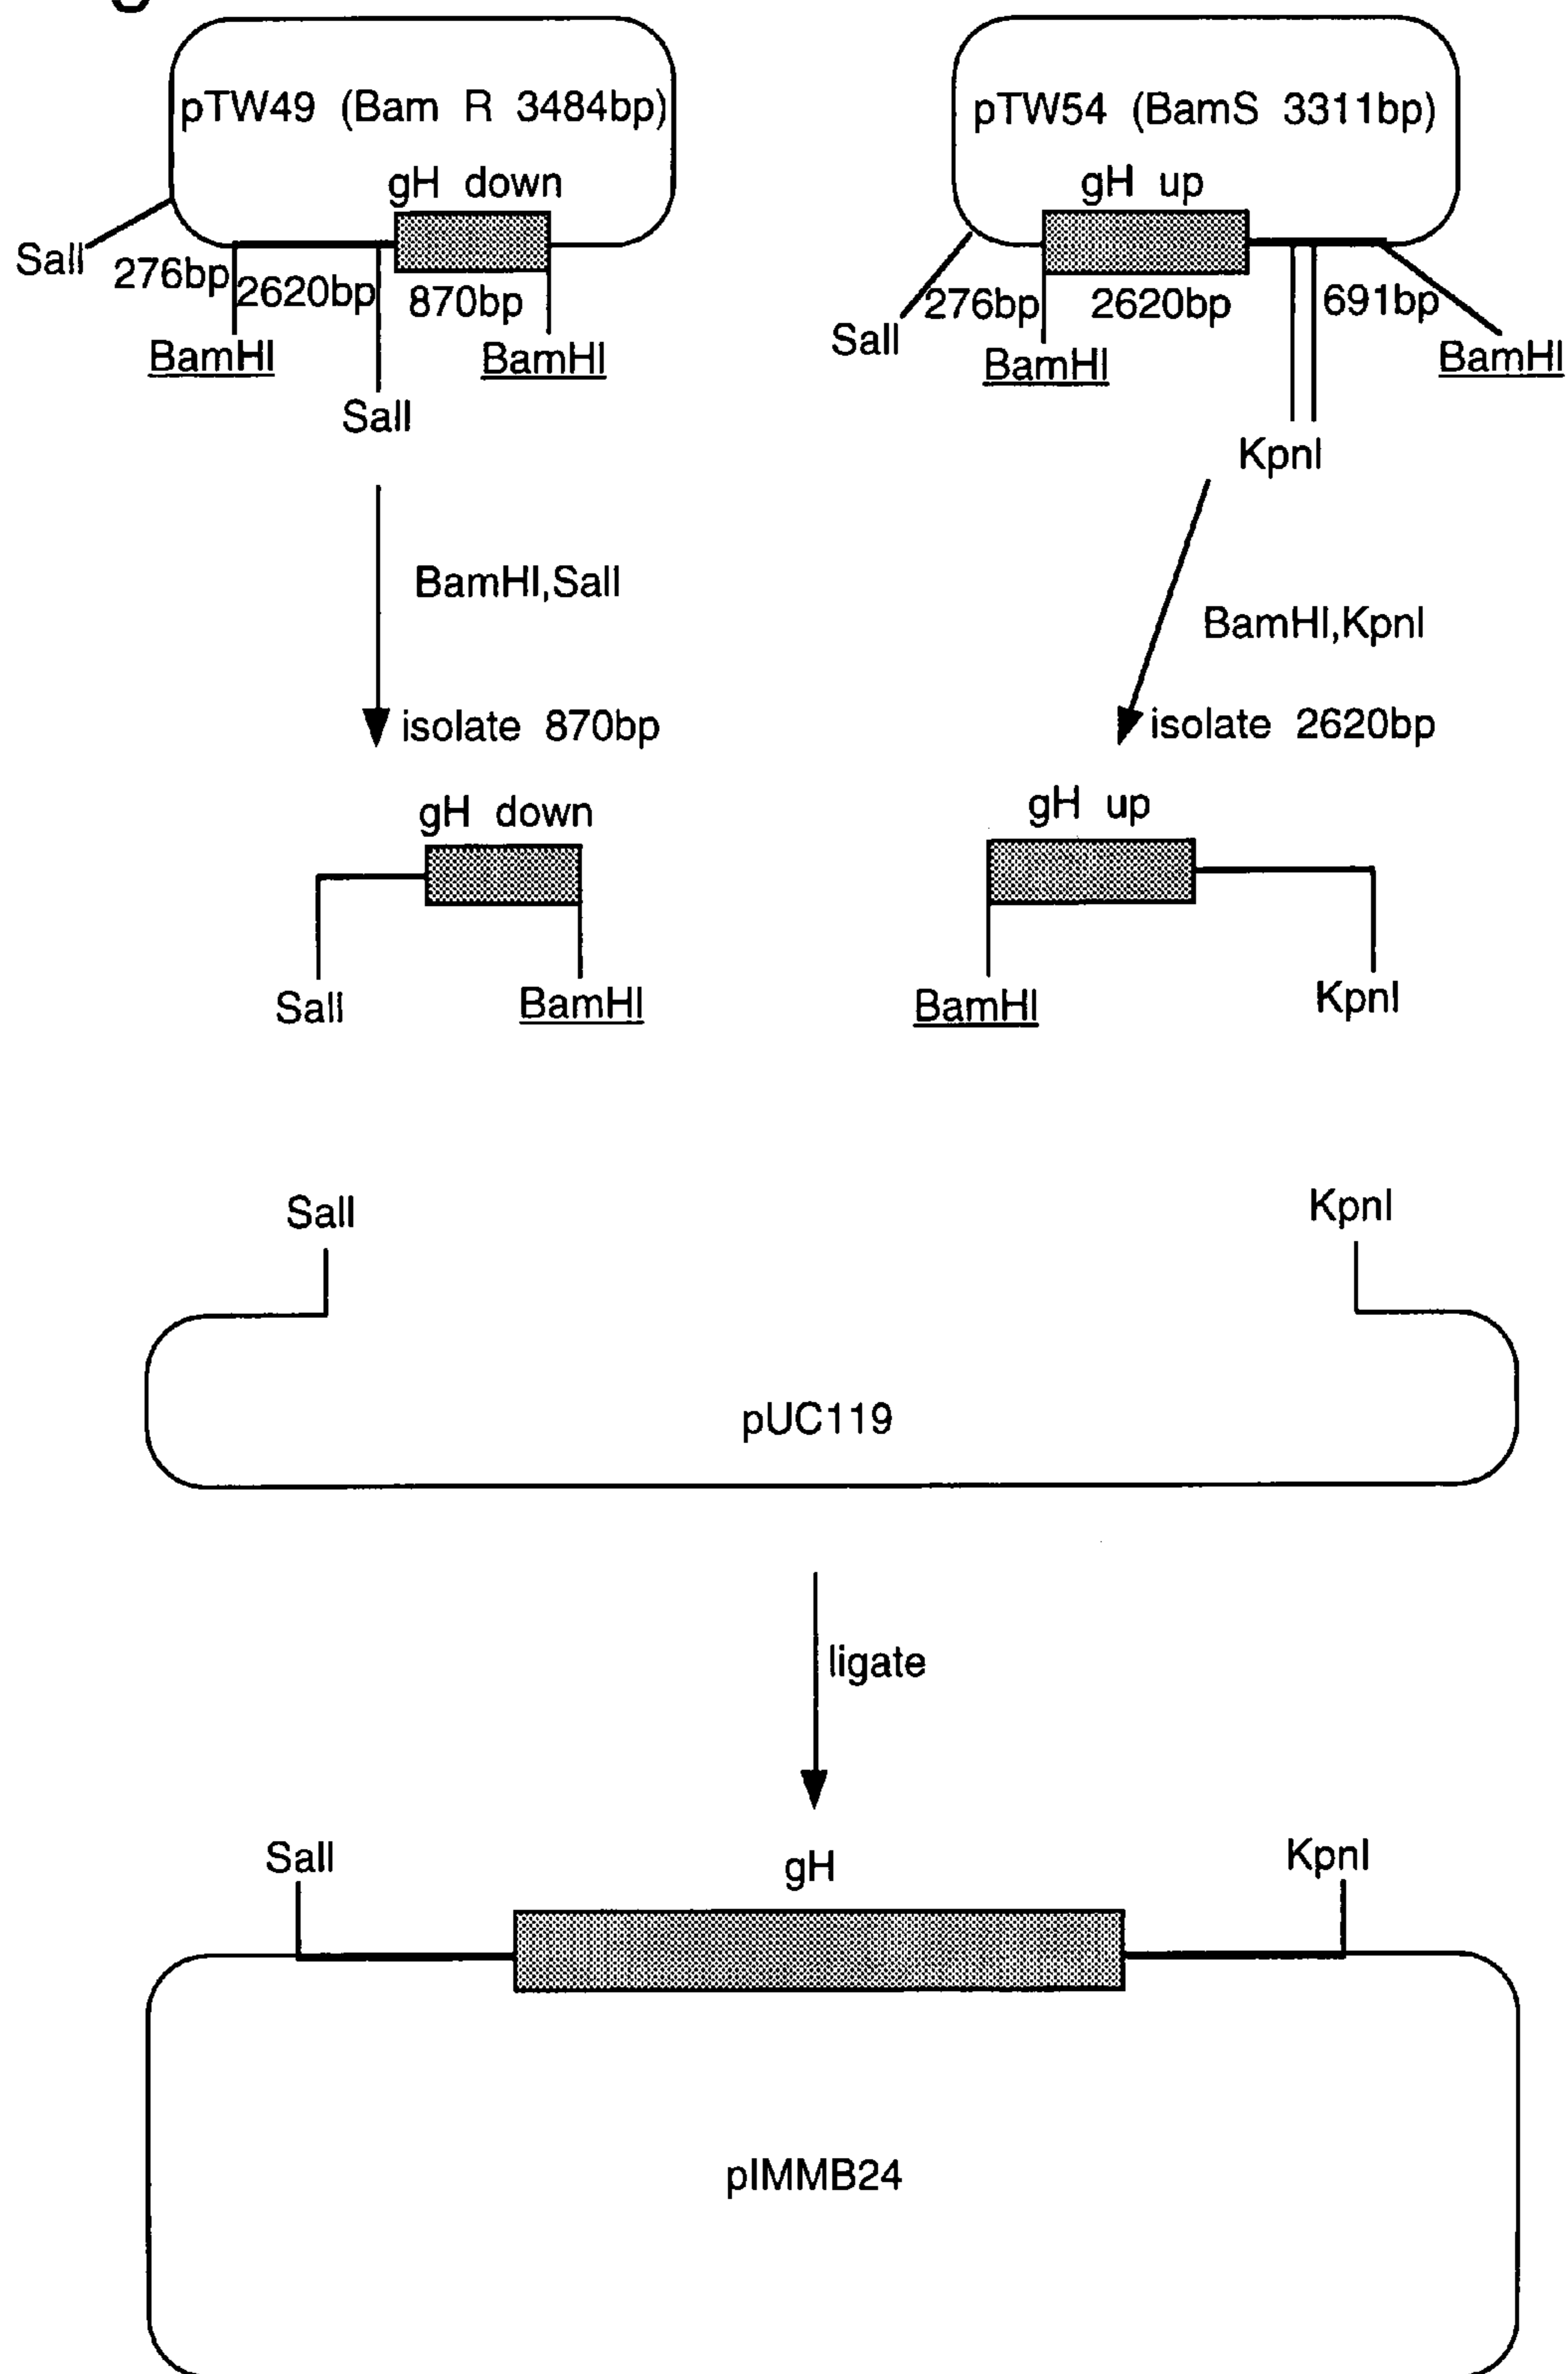 pTW49 (Bam R 3484bp)
gH down
SalI
276bp
2620bp
870bp
BamHI
BamHI
SalI
pTW54 (BamS 3311bp)
gH up
SalI
276bp
2620bp
691bp
BamHI
BamHI
KpnI
BamHI,SalI
BamHI,KpnI
isolate 870bp
isolate 2620bp
gH down
gH up
SalI
BamHI
BamHI
KpnI
SalI
KpnI
pUC119
ligate
SalI
gH
KpnI
pIMMB24